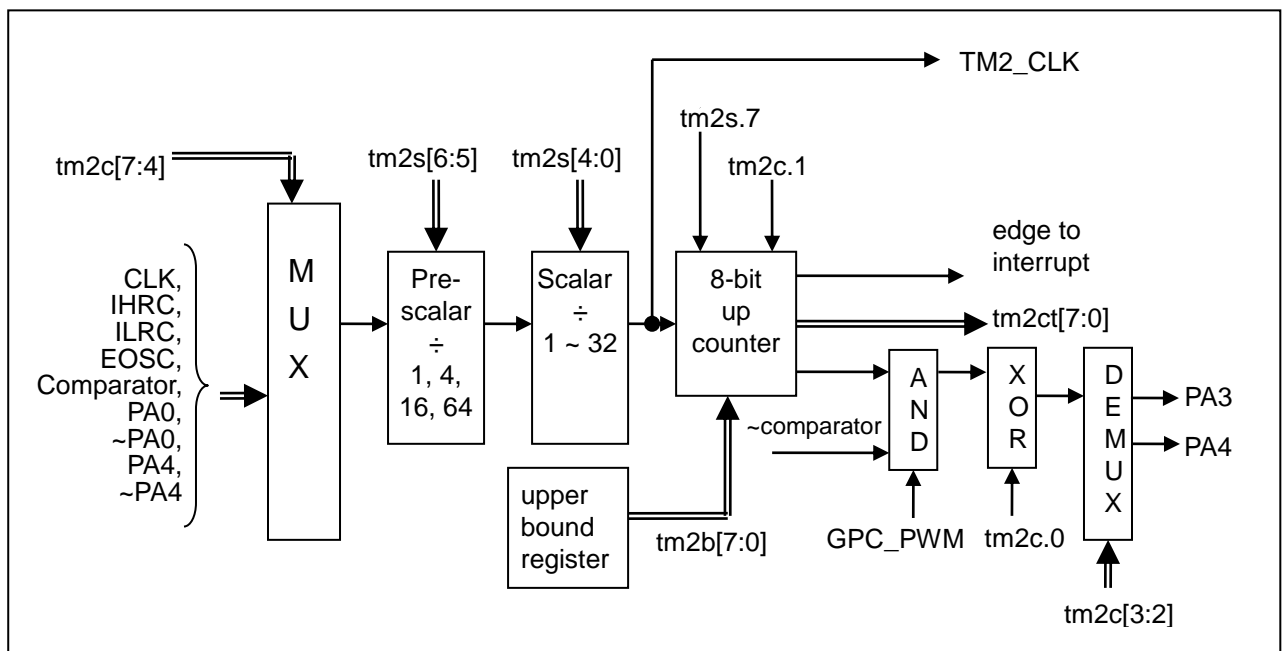 TM2_CLK
tm2s.7
tm2c[7:4]
tm2s[6:5]
tm2s[4:0]
tm2c.1
CLK,
IHRC,
ILRC,
EOSC,
Comparator,
PA0,
~PA0,
PA4,
~PA4
M
U
X
Pre-
scalar
÷
1, 4,
16, 64
Scalar
÷
1 ~ 32
8-bit
up
counter
edge to
interrupt
tm2ct[7:0]
~comparator
A
N
D
X
O
R
D
E
M
U
X
PA3
PA4
upper
bound
register
tm2b[7:0]
GPC_PWM
tm2c.0
tm2c[3:2]